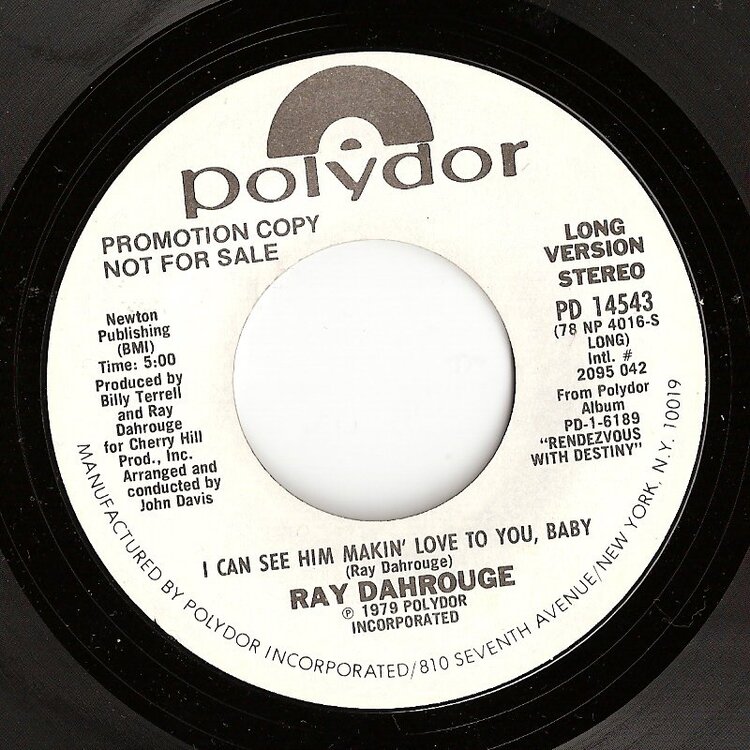 polydor
PROMOTION COPY
NOT FOR SALE
LONG
VERSION
STEREO
PD 14543
(78 NP 4016-S
LONG)
Intl. #
2095 042
From Polydor
Album
PD-1-6189
"RENDEZVOUS
WITH DESTINY"
Newton
Publishing
(BMI)
Time: 5:00
Produced by
Billy Terrell
and Ray
Dahrouge
for Cherry Hill
Prod., Inc.
Arranged and
conducted by
John Davis
I CAN SEE HIM MAKIN' LOVE TO YOU, BABY
(Ray Dahrouge)
RAY DAHROUGE
℗ 1979 POLYDOR
INCORPORATED
MANUFACTURED BY POLYDOR INCORPORATED/810 SEVENTH AVENUE/NEW YORK, N.Y. 10019